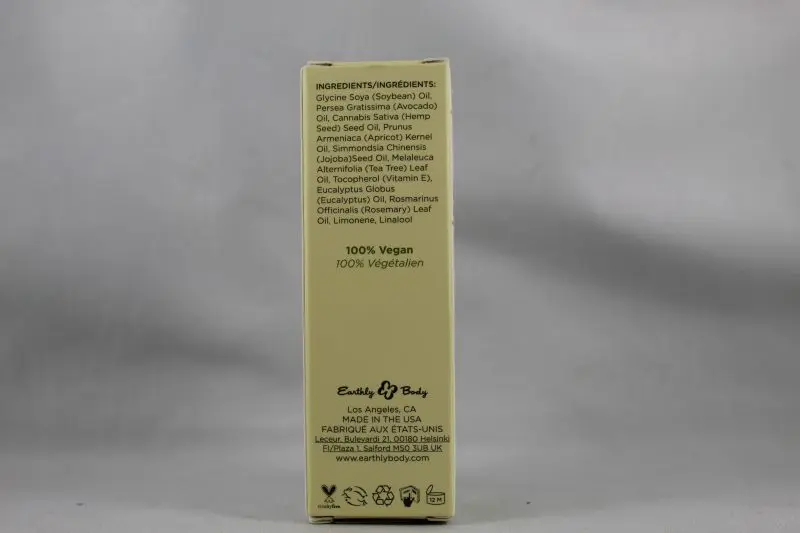 INGREDIENTS/INGRÉDIENTS:
Glycine Soya (Soybean) Oil,
Persea Gratissima (Avocado)
Oil, Cannabis Sativa (Hemp
Seed) Seed Oil, Prunus
Armeniaca (Apricot) Kernel
Oil, Simmondsia Chinensis
(Jojoba)Seed Oil, Melaleuca
Alternifolia (Tea Tree) Leaf
Oil, Tocopherol (Vitamin E),
Eucalyptus Globus
(Eucalyptus) Oil, Rosmarinus
Officinalis (Rosemary) Leaf
Oil, Limonene, Linalool
100% Vegan
100% Végétalien
Earthly Body
Los Angeles, CA
MADE IN THE USA
FABRIQUÉ AUX ÉTATS-UNIS
Leceur, Bulevardi 21, 00180 Helsinki
FI/Plaza 1, Salford M50 3UB UK
www.earthlybody.com
12 M